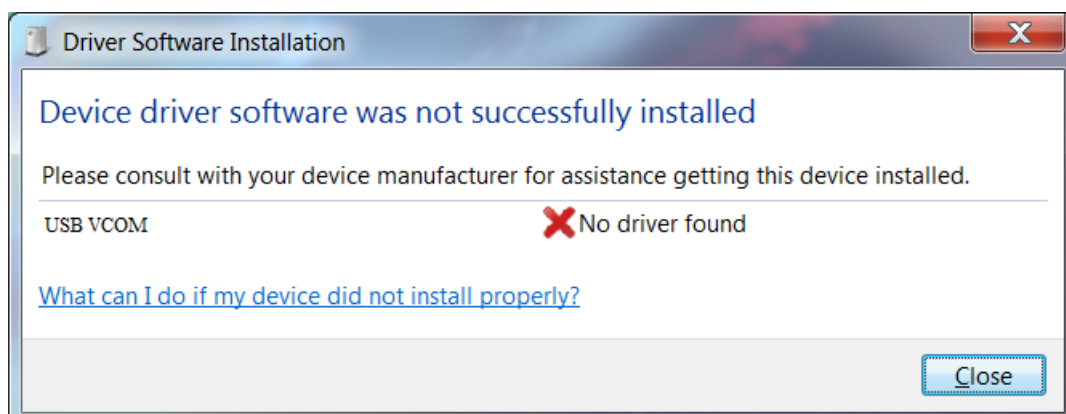 Driver Software Installation
X
Device driver software was not successfully installed
Please consult with your device manufacturer for assistance getting this device installed.
USB VCOM No driver found
What can I do if my device did not install properly?
Close